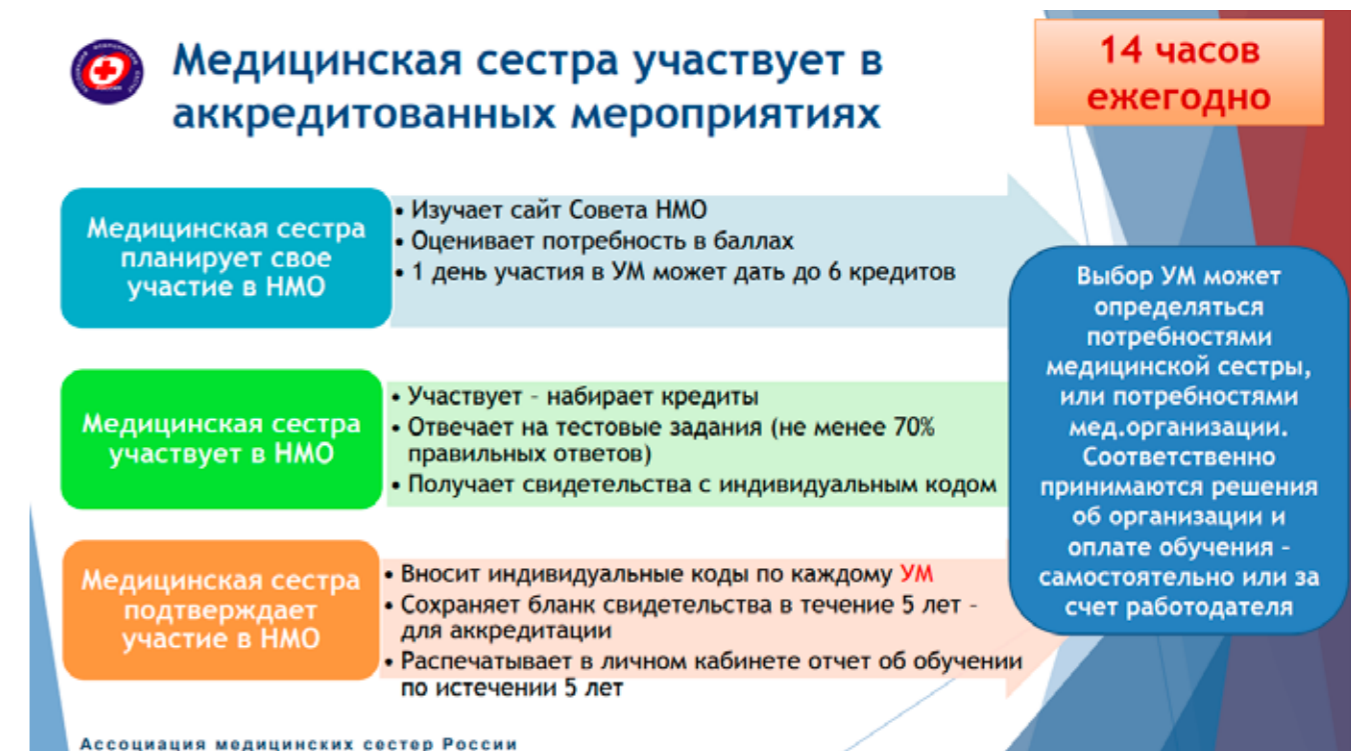 Медицинская сестра участвует в
аккредитованных мероприятиях
14 часов
ежегодно
Медицинская сестра
планирует свое
участие в НМО
• Изучает сайт Совета НМО
• Оценивает потребность в баллах
• 1 день участия в УМ может дать до 6 кредитов
Медицинская сестра
участвует в НМО
• Участвует – набирает кредиты
• Отвечает на тестовые задания (не менее 70%
правильных ответов)
• Получает свидетельства с индивидуальным кодом
Медицинская сестра
подтверждает
участие в НМО
• Вносит индивидуальные коды по каждому УМ
• Сохраняет бланк свидетельства в течение 5 лет –
для аккредитации
• Распечатывает в личном кабинете отчет об обучении
по истечении 5 лет
Выбор УМ может
определяться
потребностями
медицинской сестры,
или потребностями
мед.организации.
Соответственно
принимаются решения
об организации и
оплате обучения –
самостоятельно или за
счет работодателя
Ассоциация медицинских сестер России